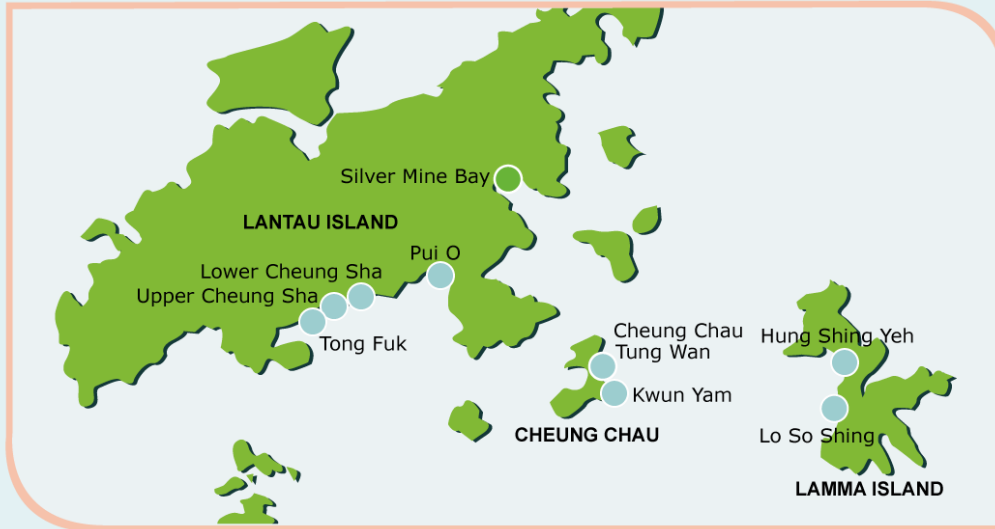 Silver Mine Bay
LANTAU ISLAND
Pui O
Lower Cheung Sha
Upper Cheung Sha
Tong Fuk
Cheung Chau
Tung Wan
Hung Shing Yeh
Kwun Yam
CHEUNG CHAU
Lo So Shing
LAMMA ISLAND